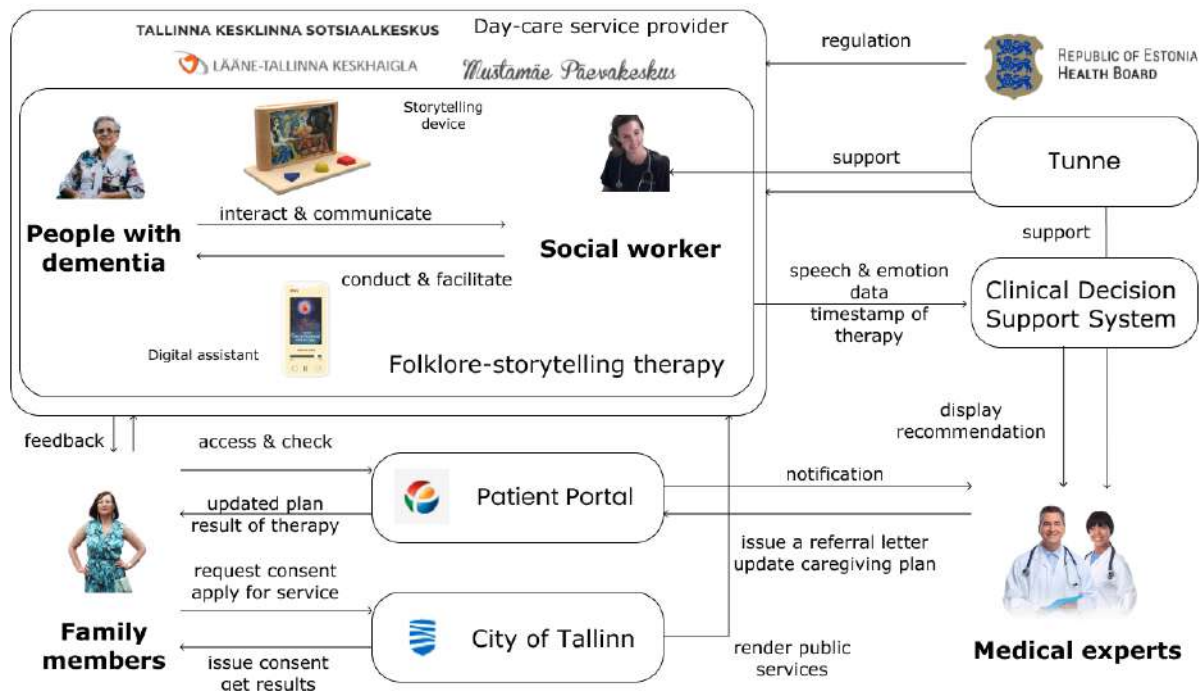 Day-care service provider
TALLINNA KESKLINNA SOTSIAALKESKUS
LÄÄNE-TALLINNA KESKHAIGLA
Mustamäe Päevakeskus
regulation
REPUBLIC OF ESTONIA
HEALTH BOARD
Storytelling
device
support
Tunne
interact & communicate
People with
dementia
Social worker
conduct & facilitate
support
speech & emotion
data
timestamp of
therapy
Clinical Decision
Support System
Digital assistant
Folklore-storytelling therapy
feedback
access & check
display
recommendation
Patient Portal
notification
updated plan
result of therapy
issue a referral letter
update caregiving plan
request consent
apply for service
Family
members
City of Tallinn
render public
services
Medical experts
issue consent
get results